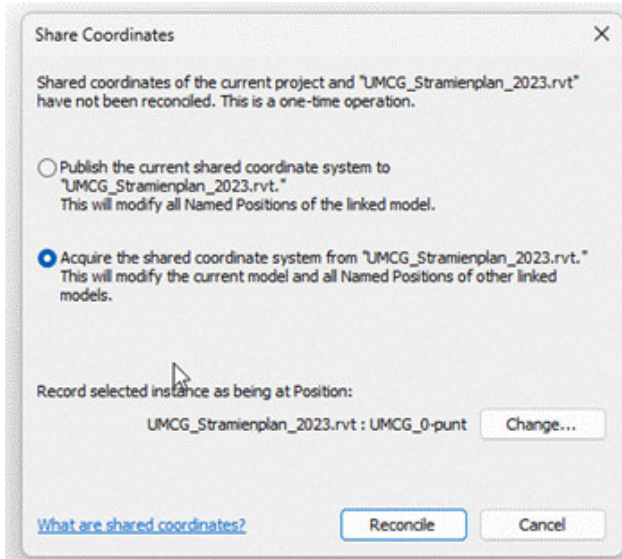 Share Coordinates
Shared coordinates of the current project and "UMCG_Stramienplan_2023.rvt"
have not been reconciled. This is a one-time operation.
Publish the current shared coordinate system to
"UMCG_Stramienplan_2023.rvt."
This will modify all Named Positions of the linked model.
Acquire the shared coordinate system from "UMCG_Stramienplan_2023.rvt."
This will modify the current model and all Named Positions of other linked
models.
Record selected instance as being at Position:
UMCG_Stramienplan_2023.rvt : UMCG_0-punt
Change...
What are shared coordinates?
Reconcile
Cancel